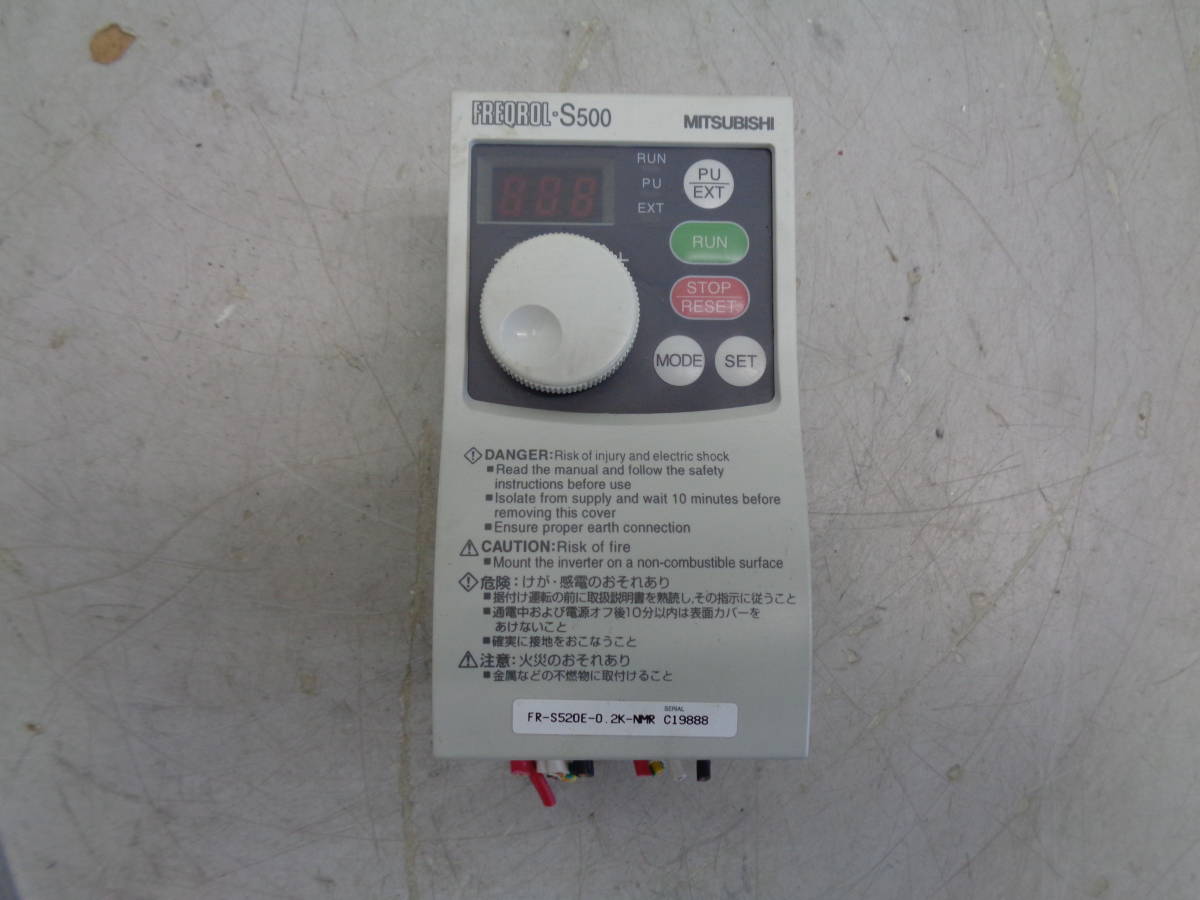 FREQROL-S500
MITSUBISHI
RUN
PU
EXT
8.0.8
PU
EXT
RUN
STOP
RESET
MODE
SET
- +
DANGER:Risk of injury and electric shock
■Read the manual and follow the safety
instructions before use
■Isolate from supply and wait 10 minutes before
removing this cover
■Ensure proper earth connection
CAUTION:Risk of fire
■Mount the inverter on a non-combustible surface
危険:けが・感電のおそれあり
■据付け運転の前に取扱説明書を熟読し,その指示に従うこと
■通電中および電源オフ後10分以内は表面カバーを
あけないこと
■確実に接地をおこなうこと
注意:火災のおそれあり
■金属などの不燃物に取付けること
SERIAL
FR-S520E-0.2K-NMR C19888